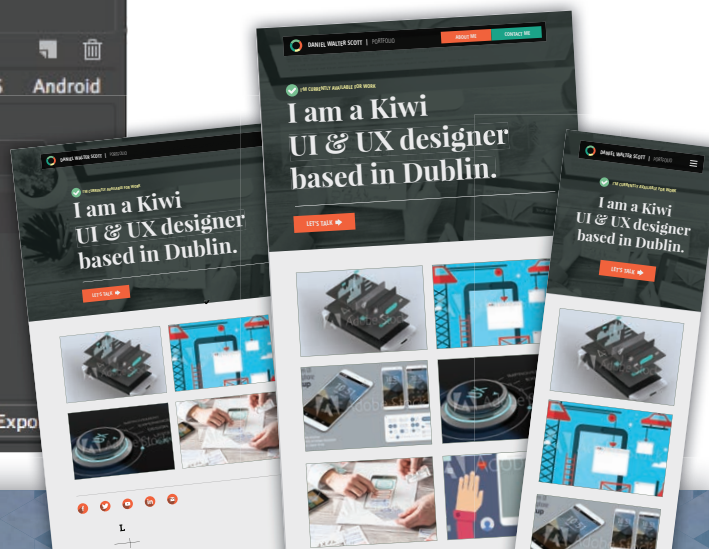 Android
Expo
DANIEL WALTER SCOTT | PORTFOLIO
I'M CURRENTLY AVAILABLE FOR WORK
I am a Kiwi
UI & UX designer
based in Dublin.
LET'S TALK
L
DANIEL WALTER SCOTT | PORTFOLIO
ABOUT ME
CONTACT ME
I'M CURRENTLY AVAILABLE FOR WORK
I am a Kiwi
UI & UX designer
based in Dublin.
LET'S TALK
DANIEL WALTER SCOTT | PORTFOLIO
I'M CURRENTLY AVAILABLE FOR WORK
I am a Kiwi
UI & UX designer
based in Dublin.
LET'S TALK